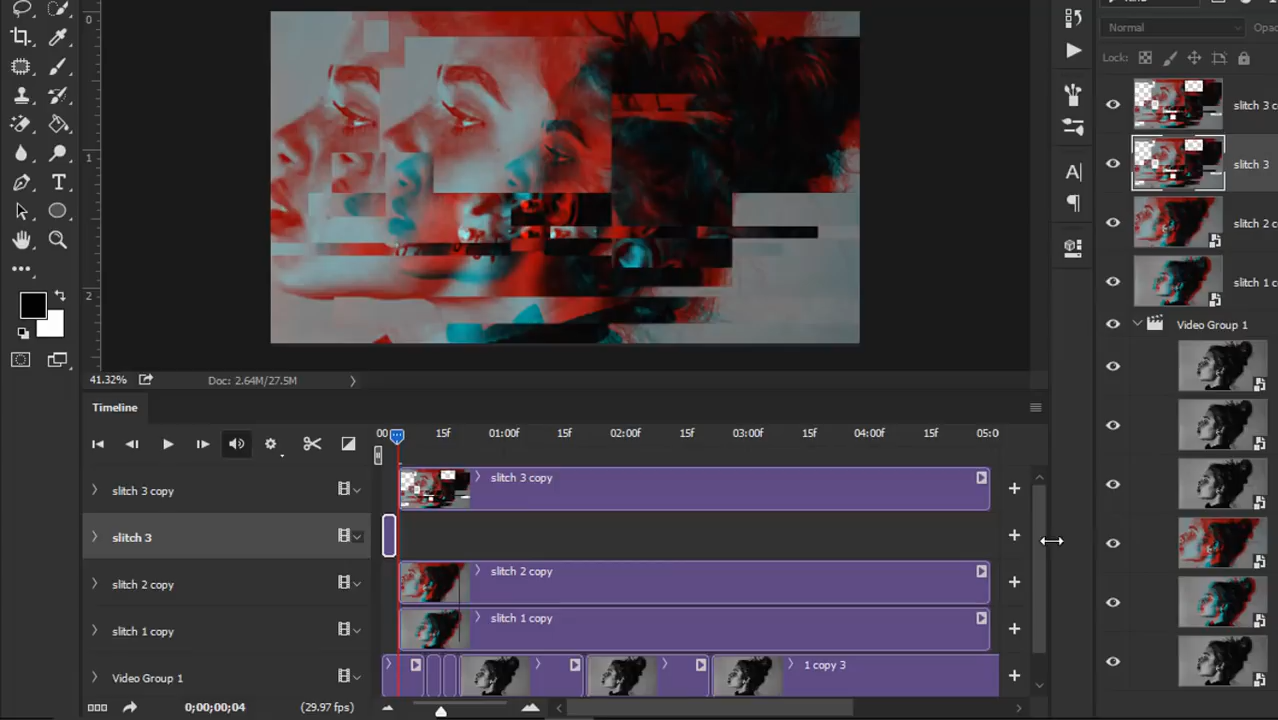 0
1
2
41.32%
Doc: 2.64M/27.5M
Timeline
00 15f 01:00f 15f 02:00f 15f 03:00f 15f 04:00f 15f 05:0
slitch 3 copy
slitch 3 copy
slitch 3
slitch 2 copy
slitch 2 copy
slitch 1 copy
slitch 1 copy
Video Group 1
1 copy 3
0;00;00;04
(29.97 fps)
Normal
Opac
Lock:
slitch 3 c
slitch 3
slitch 2 c
slitch 1 c
Video Group 1